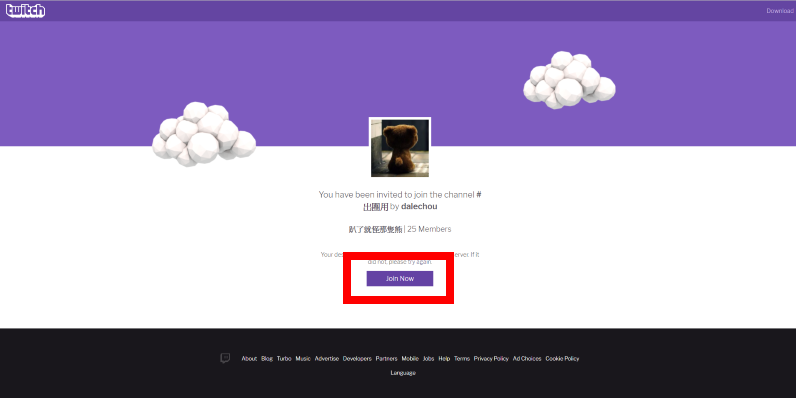 twitch
Download
You have been invited to join the channel #
出團用 by dalechou
趴了就怪那隻熊 | 25 Members
Your des erver. If it
did not, please try again.
Join Now
About Blog Turbo Music Advertise Developers Partners Mobile Jobs Help Terms Privacy Policy Ad Choices Cookie Policy
Language